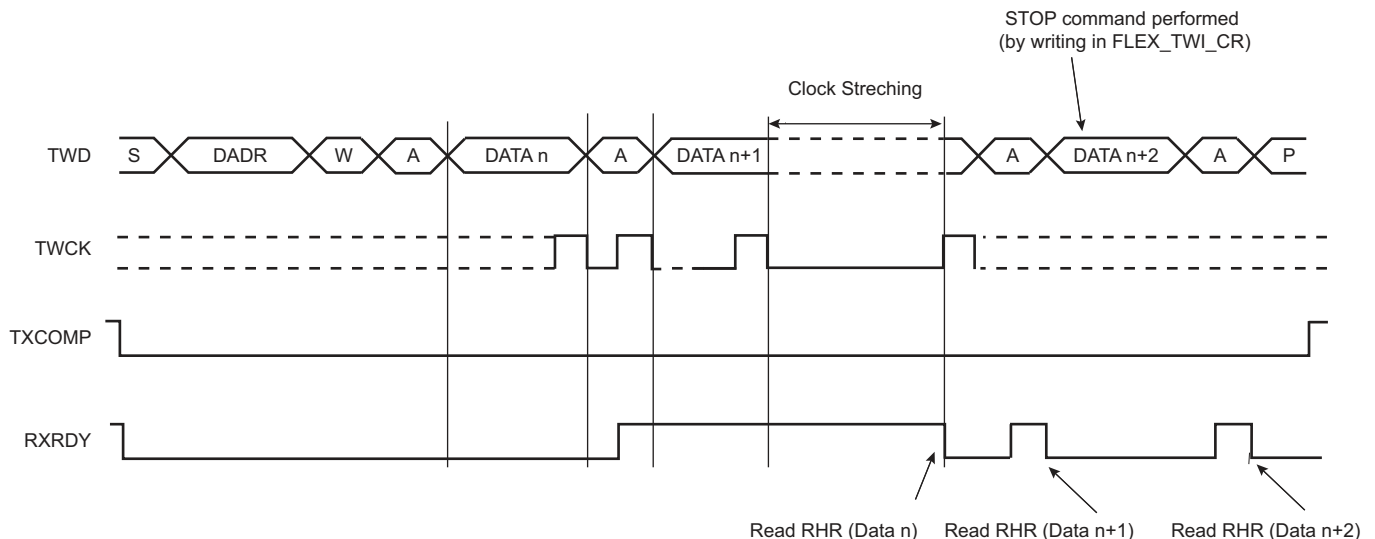 STOP command performed
(by writing in FLEX_TWI_CR)
Clock Streching
TWD S DADR W A DATA n A DATA n+1 A DATA n+2 A P
TWCK
TXCOMP
RXRDY
Read RHR (Data n) Read RHR (Data n+1) Read RHR (Data n+2)